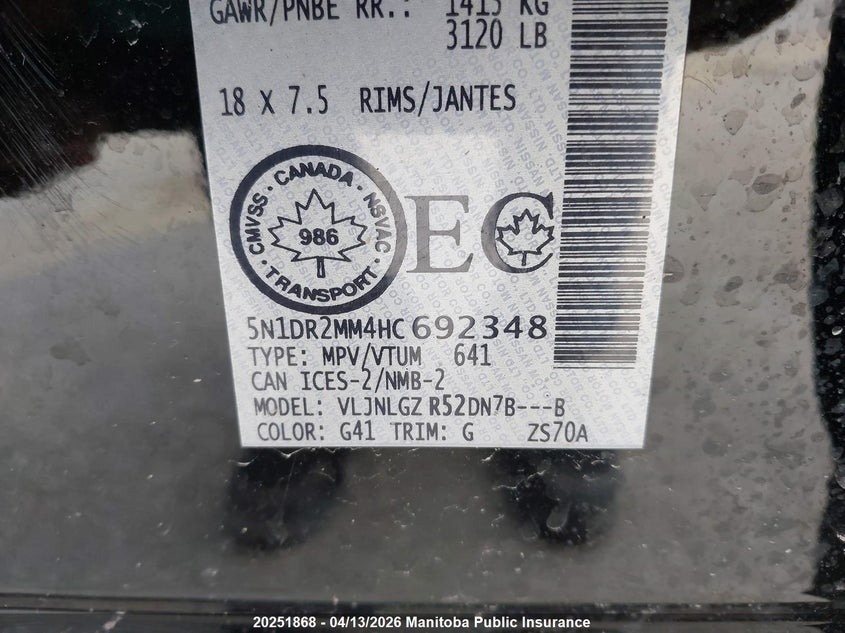 GAWR/PNBE RR.: 1415 KG
3120 LB
18 X 7.5 RIMS/JANTES
CMVSS · CANADA · NSVAC · TRANSPORT ·
986
EC
5N1DR2MM4HC692348
TYPE: MPV/VTUM 641
CAN ICES-2/NMB-2
MODEL: VLJNLGZ R52DN7B---B
COLOR: G41 TRIM: G ZS70A
20251868 - 04/13/2026 Manitoba Public Insurance